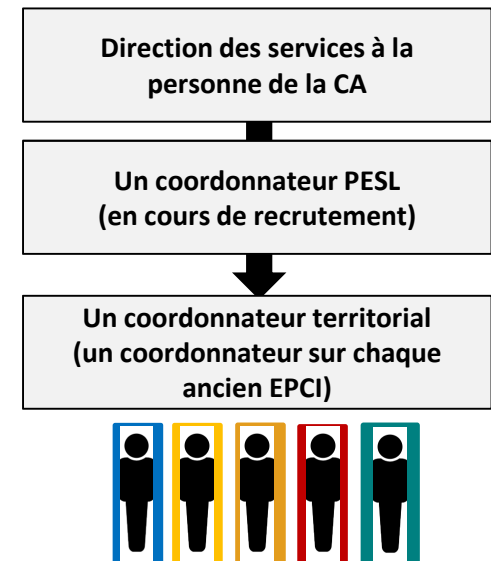 Direction des services à la
personne de la CA
Un coordonnateur PESL
(en cours de recrutement)
Un coordonnateur territorial
(un coordonnateur sur chaque
ancien EPCI)